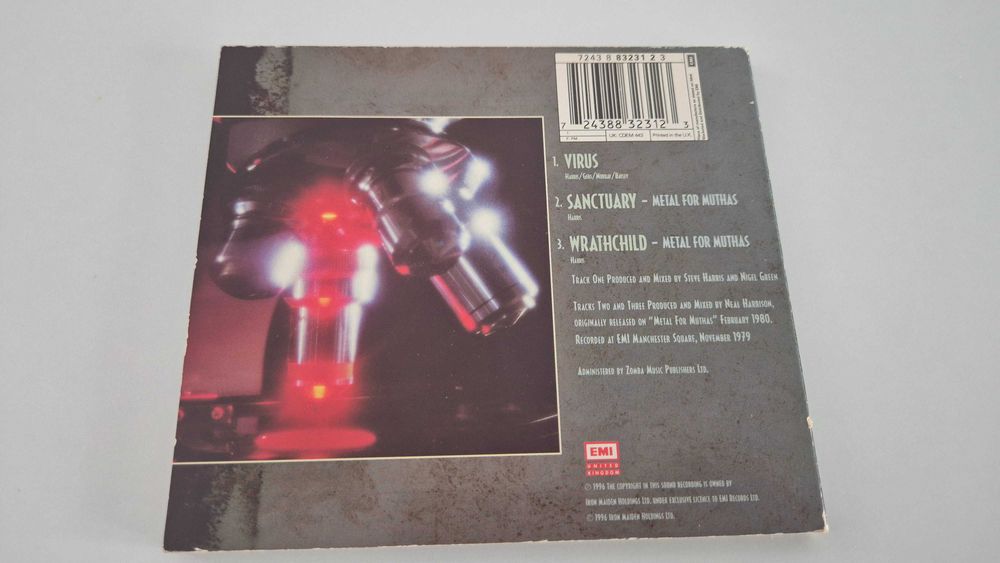 7243 8 83231 2 3
7 24388 32312 3
UK: CDEM 443
Printed in the U.K.
EMI
1. VIRUS
HARRIS/GERS/MURRAY/BAYLEY
2. SANCTUARY – METAL FOR MUTHAS
HARRIS
3. WRATHCHILD – METAL FOR MUTHAS
HARRIS
TRACK ONE PRODUCED AND MIXED BY STEVE HARRIS AND NIGEL GREEN
TRACKS TWO AND THREE PRODUCED AND MIXED BY NEAL HARRISON,
ORIGINALLY RELEASED ON "METAL FOR MUTHAS" FEBRUARY 1980.
RECORDED AT EMI MANCHESTER SQUARE, NOVEMBER 1979
ADMINISTERED BY ZOMBA MUSIC PUBLISHERS LTD.
EMI
UNITED
KINGDOM
℗ 1996 THE COPYRIGHT IN THIS SOUND RECORDING IS OWNED BY
IRON MAIDEN HOLDINGS LTD. UNDER EXCLUSIVE LICENCE TO EMI RECORDS LTD.
© 1996 IRON MAIDEN HOLDINGS LTD.